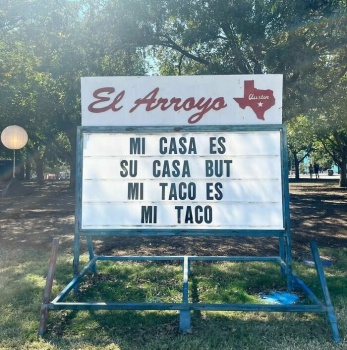 El Arroyo
Austin
MI CASA ES
SU CASA BUT
MI TACO ES
MI TACO